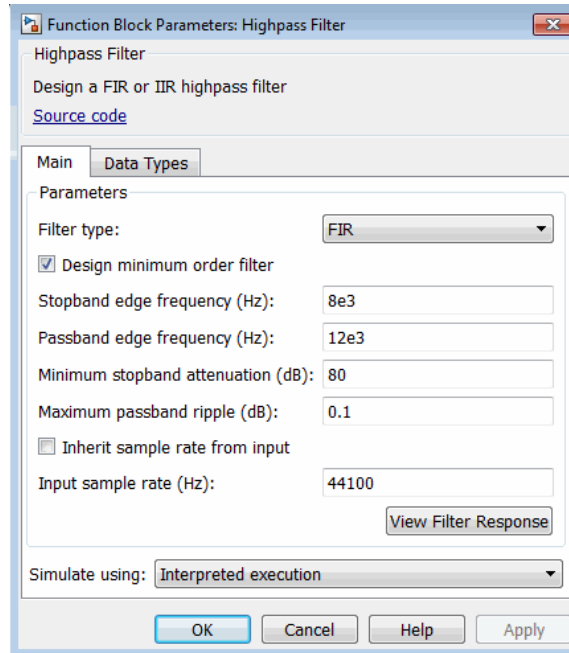 Function Block Parameters: Highpass Filter
Highpass Filter
Design a FIR or IIR highpass filter
Source code
Main Data Types
Parameters
Filter type: FIR
Design minimum order filter
Stopband edge frequency (Hz): 8e3
Passband edge frequency (Hz): 12e3
Minimum stopband attenuation (dB): 80
Maximum passband ripple (dB): 0.1
Inherit sample rate from input
Input sample rate (Hz): 44100
View Filter Response
Simulate using: Interpreted execution
OK Cancel Help Apply